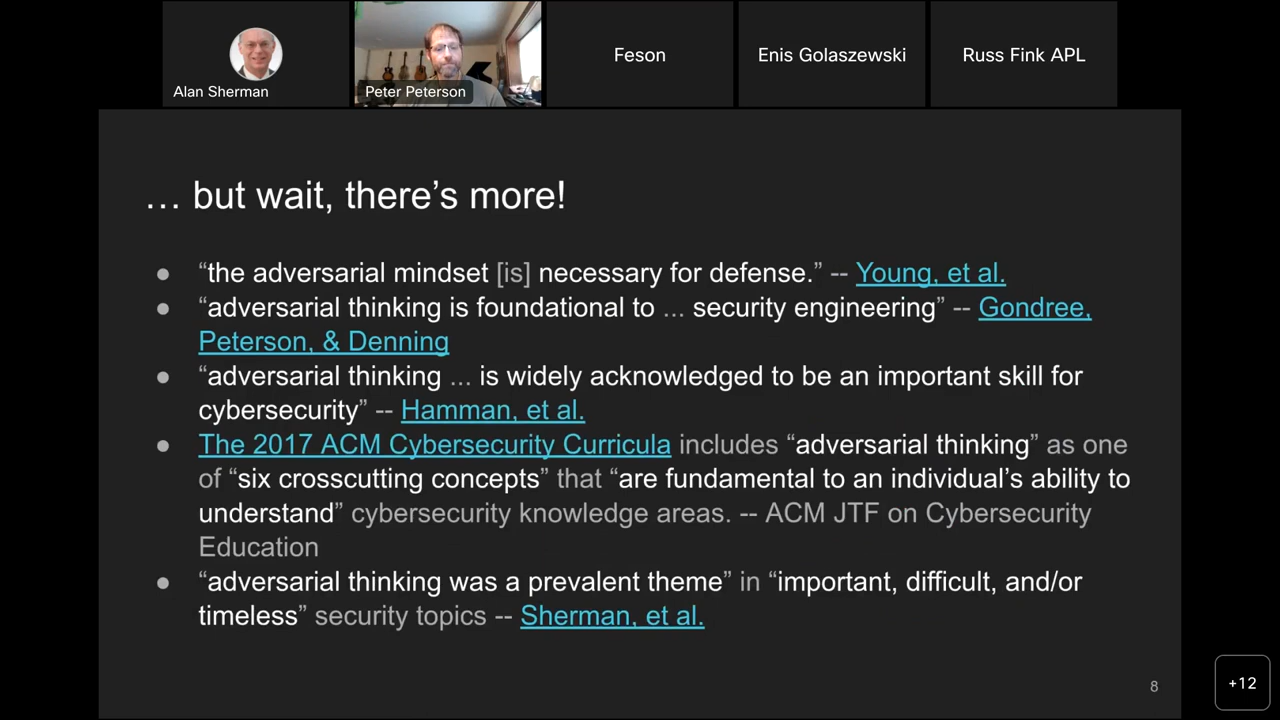 Alan Sherman
Peter Peterson
Feson
Enis Golaszewski
Russ Fink APL
… but wait, there’s more!
● “the adversarial mindset [is] necessary for defense.” -- Young, et al.
● “adversarial thinking is foundational to ... security engineering” -- Gondree,
Peterson, & Denning
● “adversarial thinking ... is widely acknowledged to be an important skill for
cybersecurity” -- Hamman, et al.
● The 2017 ACM Cybersecurity Curricula includes “adversarial thinking” as one
of “six crosscutting concepts” that “are fundamental to an individual’s ability to
understand” cybersecurity knowledge areas. -- ACM JTF on Cybersecurity
Education
● “adversarial thinking was a prevalent theme” in “important, difficult, and/or
timeless” security topics -- Sherman, et al.
8
+12